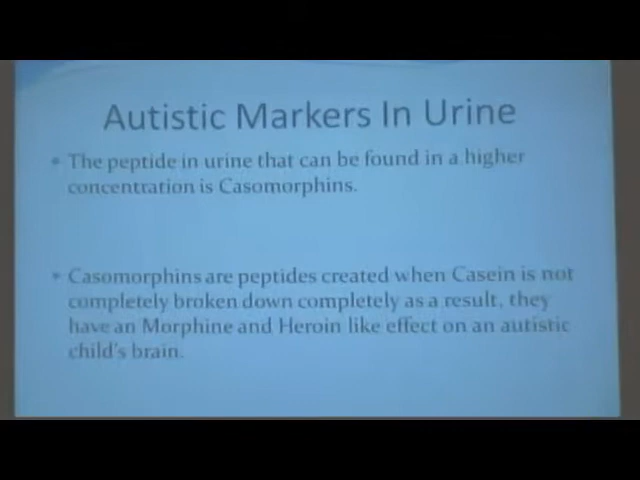 Autistic Markers In Urine
• The peptide in urine that can be found in a higher
concentration is Casomorphins.
• Casomorphins are peptides created when Casein is not
completely broken down completely as a result, they
have an Morphine and Heroin like effect on an autistic
child's brain.